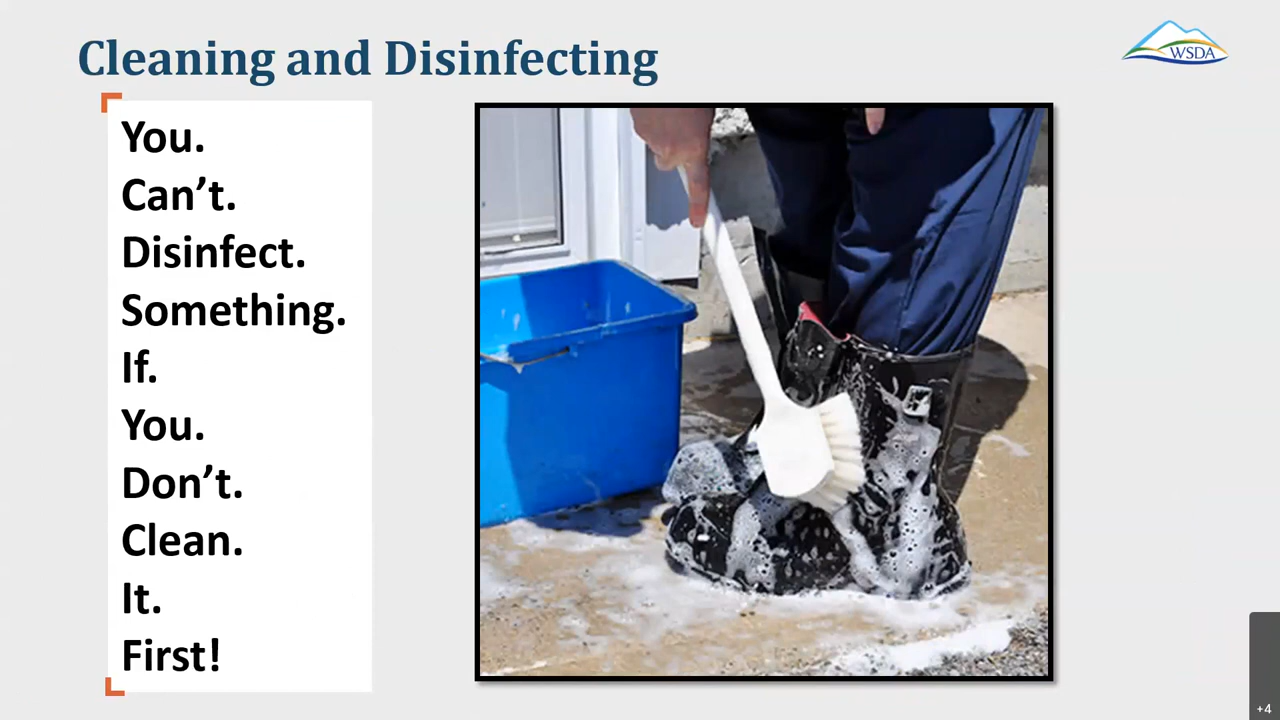 Cleaning and Disinfecting
WSDA
You.
Can’t.
Disinfect.
Something.
If.
You.
Don’t.
Clean.
It.
First!
+4